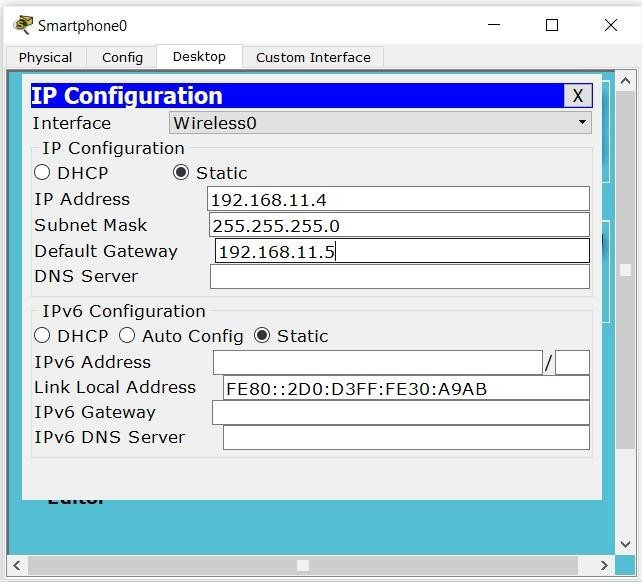 Smartphone0
Physical Config Desktop Custom Interface
IP Configuration X
Interface Wireless0
IP Configuration
DHCP Static
IP Address 192.168.11.4
Subnet Mask 255.255.255.0
Default Gateway 192.168.11.5
DNS Server
IPv6 Configuration
DHCP Auto Config Static
IPv6 Address /
Link Local Address FE80::2D0:D3FF:FE30:A9AB
IPv6 Gateway
IPv6 DNS Server
Editor